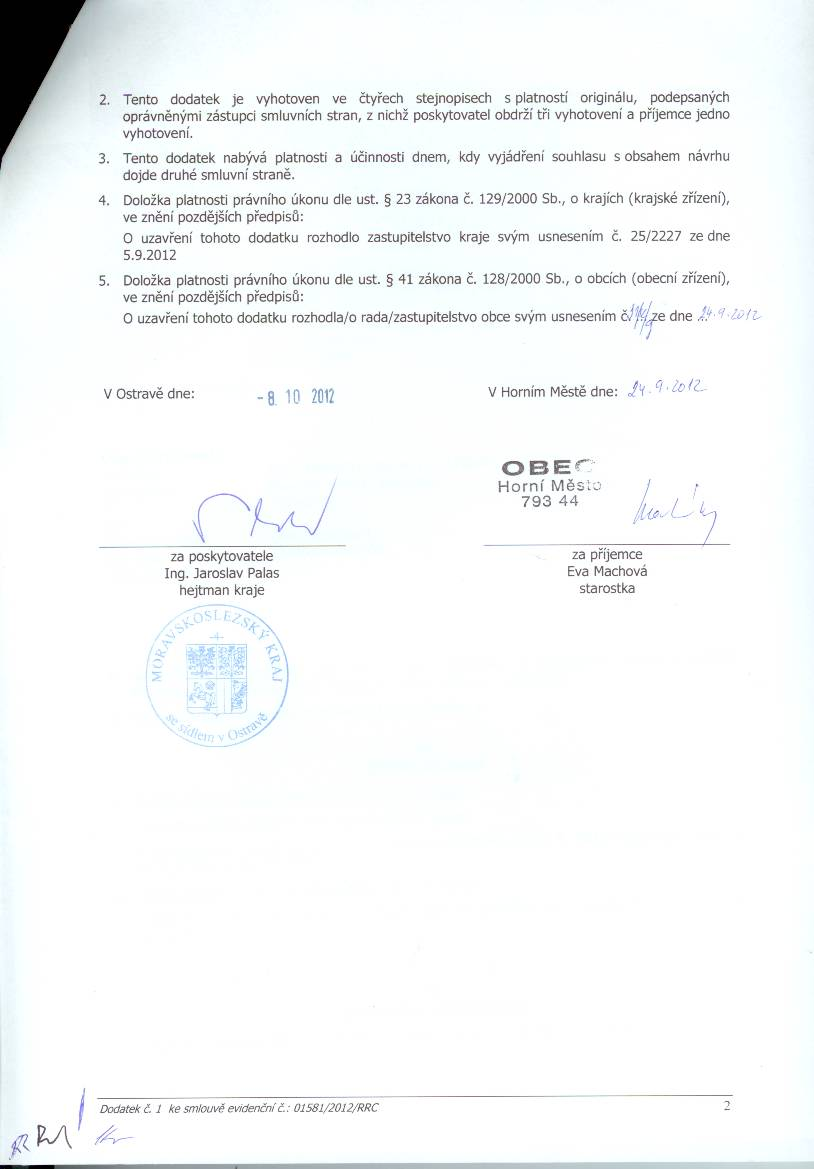 2. Tento dodatek je vyhotoven ve čtyřech stejnopisech s platností originálu, podepsaných
oprávněnými zástupci smluvních stran, z nichž poskytovatel obdrží tři vyhotovení a příjemce jedno
vyhotovení.
3. Tento dodatek nabývá platnosti a účinnosti dnem, kdy vyjádření souhlasu s obsahem návrhu
dojde druhé smluvní straně.
4. Doložka platnosti právního úkonu dle ust. § 23 zákona č. 129/2000 Sb., o krajích (krajské zřízení),
ve znění pozdějších předpisů:
O uzavření tohoto dodatku rozhodlo zastupitelstvo kraje svým usnesením č. 25/2227 ze dne
5.9.2012
5. Doložka platnosti právního úkonu dle ust. § 41 zákona č. 128/2000 Sb., o obcích (obecní zřízení),
ve znění pozdějších předpisů:
O uzavření tohoto dodatku rozhodla/o rada/zastupitelstvo obce svým usnesením č. ze dne 24.9.2012
V Ostravě dne: -8. 10 2012
V Horním Městě dne: 24.9.2012
OBEC
Horní Město
793 44
za poskytovatele
Ing. Jaroslav Palas
hejtman kraje
za příjemce
Eva Machová
starostka
MORAVSKOSLEZSKÝ KRAJ
se sídlem v Ostravě
Dodatek č. 1 ke smlouvě evidenční č.: 01581/2012/RRC
2